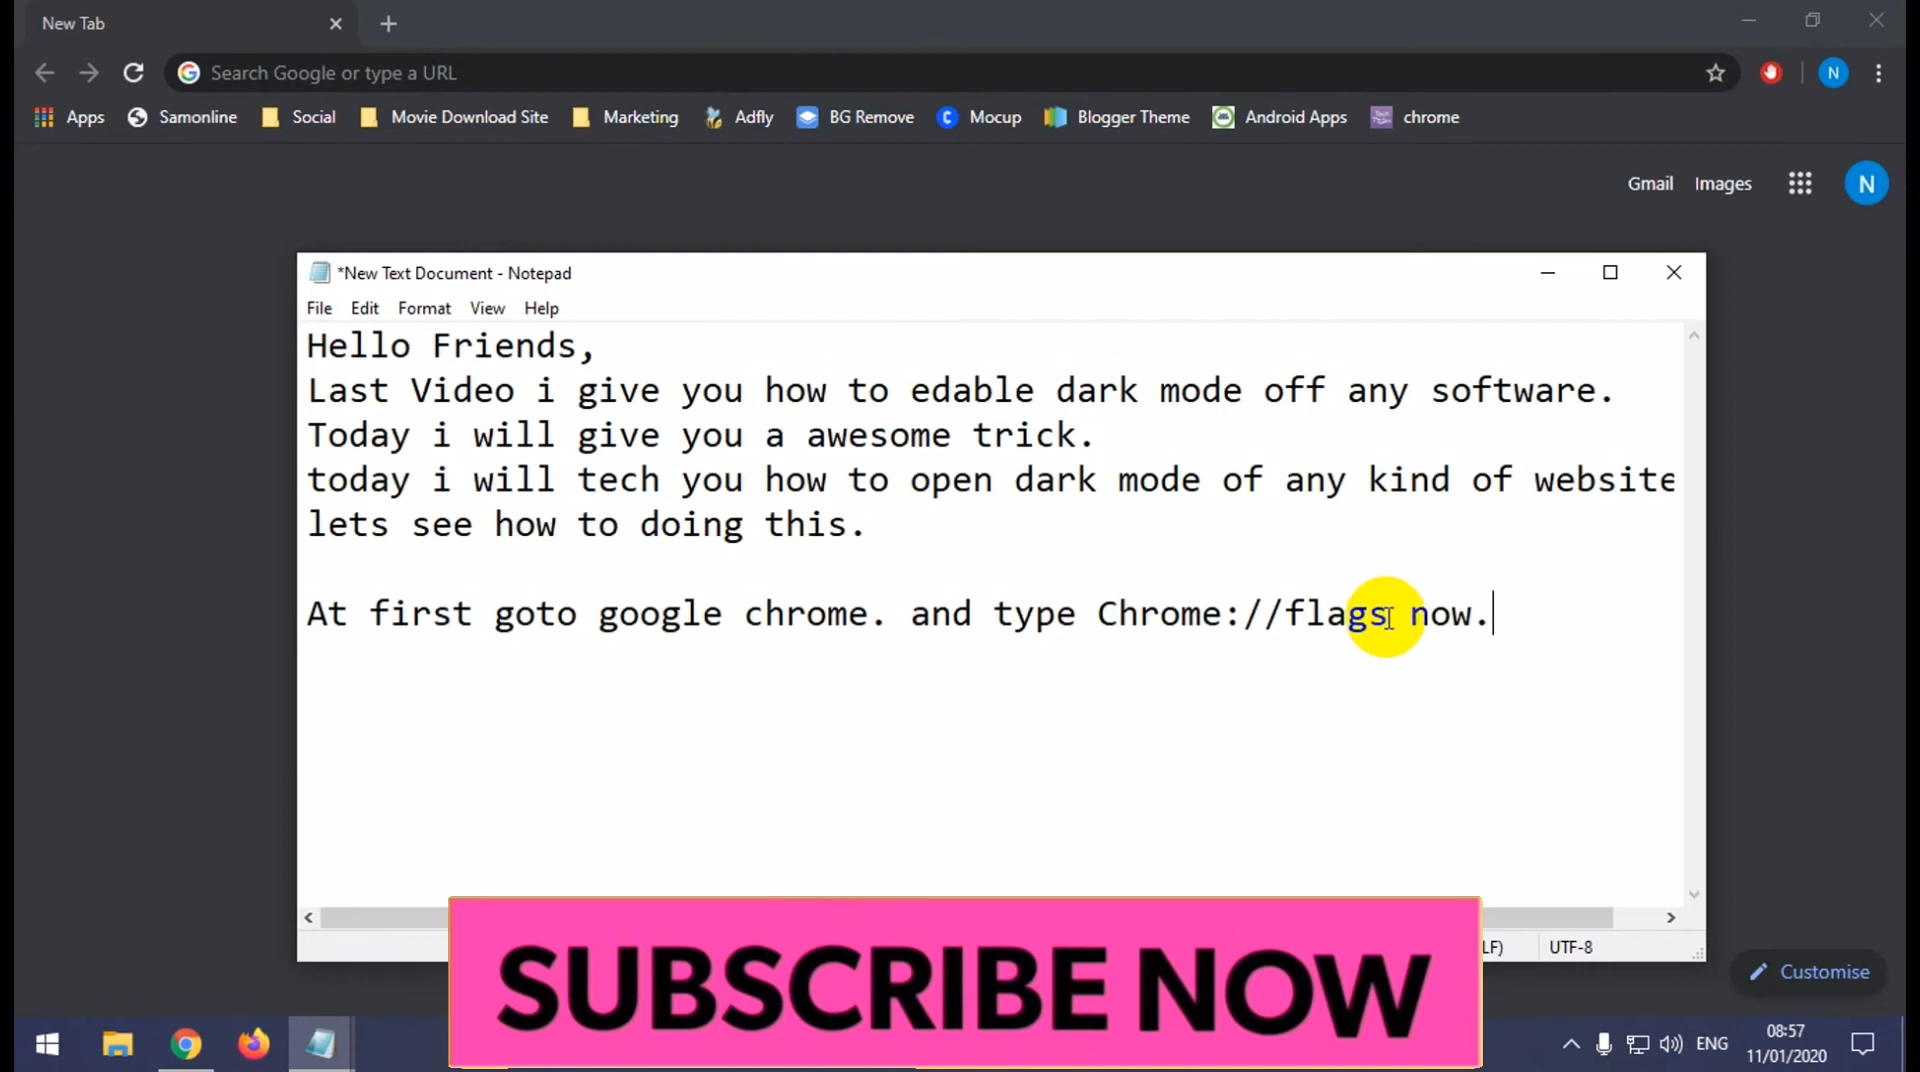 New Tab
Search Google or type a URL
N
Apps Samonline Social Movie Download Site Marketing Adfly BG Remove Mocup Blogger Theme Android Apps chrome
Gmail Images N
*New Text Document - Notepad
File Edit Format View Help
Hello Friends,
Last Video i give you how to edable dark mode off any software.
Today i will give you a awesome trick.
today i will tech you how to open dark mode of any kind of website
lets see how to doing this.
At first goto google chrome. and type Chrome://flags now.
LF) UTF-8
Customise
SUBSCRIBE NOW
ENG
08:57
11/01/2020